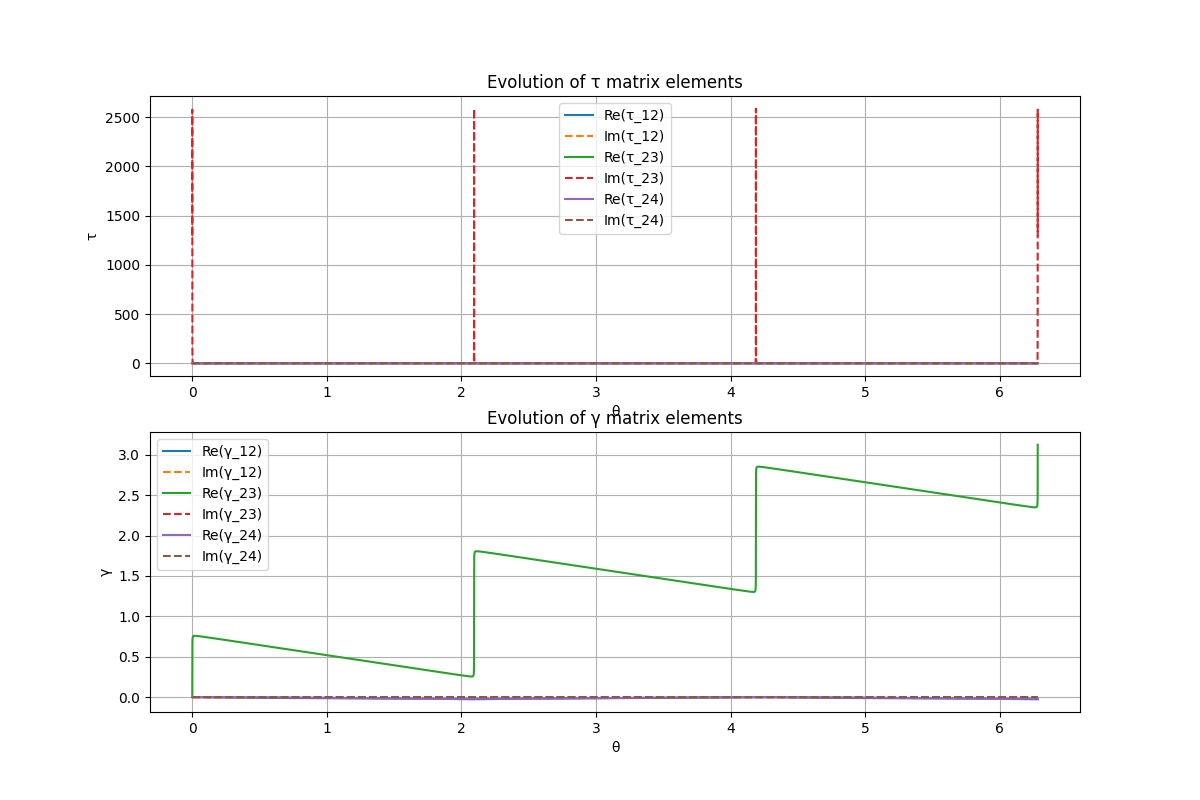 Evolution of τ matrix elements
2500
2000
1500
1000
500
0
τ
Re(τ_12)
Im(τ_12)
Re(τ_23)
Im(τ_23)
Re(τ_24)
Im(τ_24)
0 1 2 3 4 5 6
θ
Evolution of γ matrix elements
3.0
2.5
2.0
1.5
1.0
0.5
0.0
γ
Re(γ_12)
Im(γ_12)
Re(γ_23)
Im(γ_23)
Re(γ_24)
Im(γ_24)
0 1 2 3 4 5 6
θ